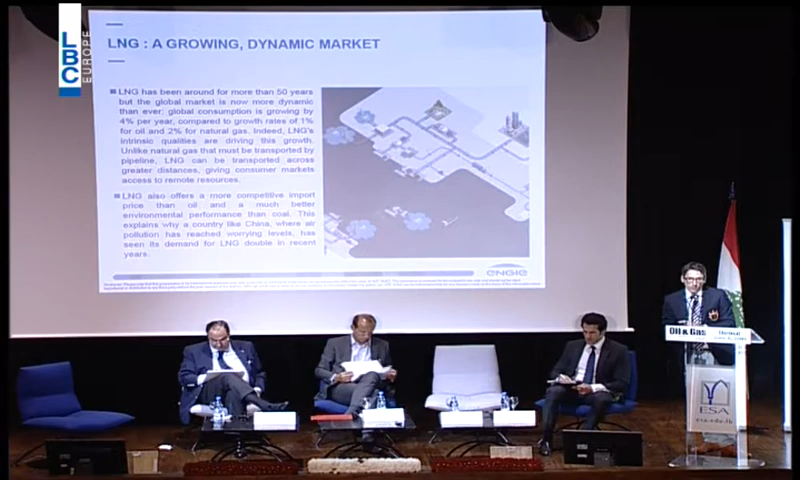 LBC
EUROPE
LNG : A GROWING, DYNAMIC MARKET
LNG has been around for more than 50 years
but the global market is now more dynamic
than ever: global consumption is growing by
4% per year, compared to growth rates of 1%
for oil and 2% for natural gas. Indeed, LNG's
intrinsic qualities are driving this growth.
Unlike natural gas that must be transported by
pipeline, LNG can be transported across
greater distances, giving consumer markets
access to remote resources.
LNG also offers a more competitive import
price than oil and a much better
environmental performance than coal. This
explains why a country like China, where air
pollution has reached worrying levels, has
seen its demand for LNG double in recent
years.
ENGIE
Oil & Gas
ESA